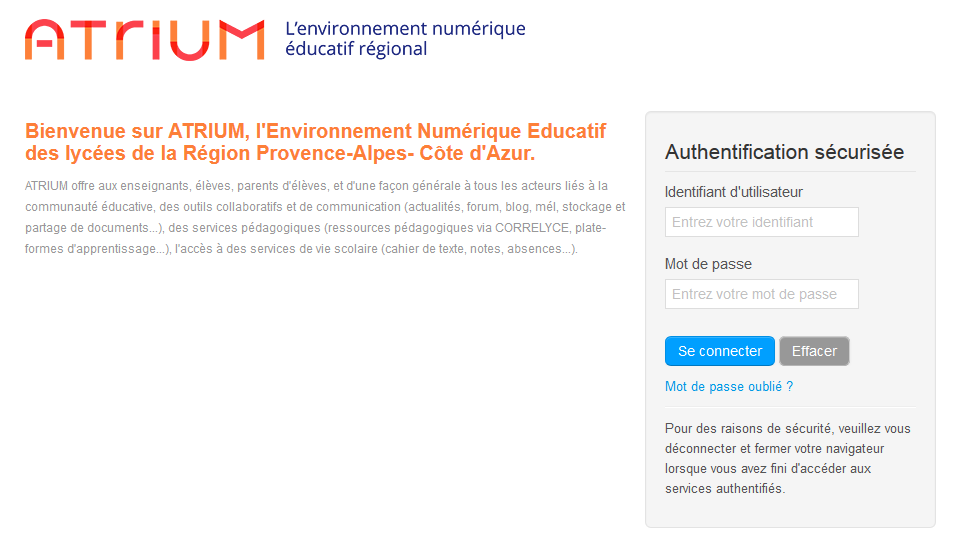 ATRIUM
L’environnement numérique
éducatif régional
Bienvenue sur ATRIUM, l'Environnement Numérique Educatif
des lycées de la Région Provence-Alpes- Côte d'Azur.
ATRIUM offre aux enseignants, élèves, parents d'élèves, et d'une façon générale à tous les acteurs liés à la
communauté éducative, des outils collaboratifs et de communication (actualités, forum, blog, mél, stockage et
partage de documents...), des services pédagogiques (ressources pédagogiques via CORRELYCE, plate-
formes d'apprentissage...), l'accès à des services de vie scolaire (cahier de texte, notes, absences...).
Authentification sécurisée
Identifiant d'utilisateur
Entrez votre identifiant
Mot de passe
Entrez votre mot de passe
Se connecter Effacer
Mot de passe oublié ?
Pour des raisons de sécurité, veuillez vous
déconnecter et fermer votre navigateur
lorsque vous avez fini d'accéder aux
services authentifiés.